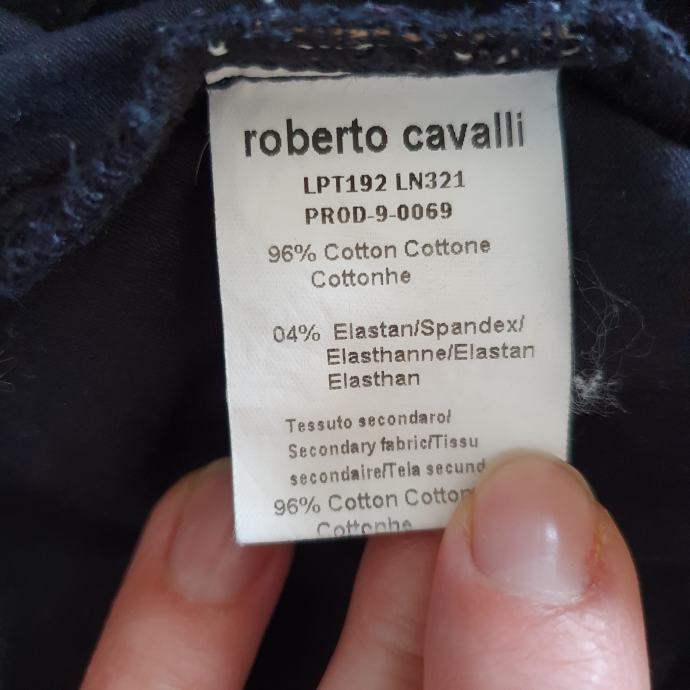 roberto cavalli
LPT192 LN321
PROD-9-0069
96% Cotton Cottone
Cottonhe
04% Elastan/Spandex/
Elasthanne/Elastan
Elasthan
Tessuto secondaro/
Secondary fabric/Tissu
secondaire/Tela secund
96% Cotton Cotton
Cottonhe